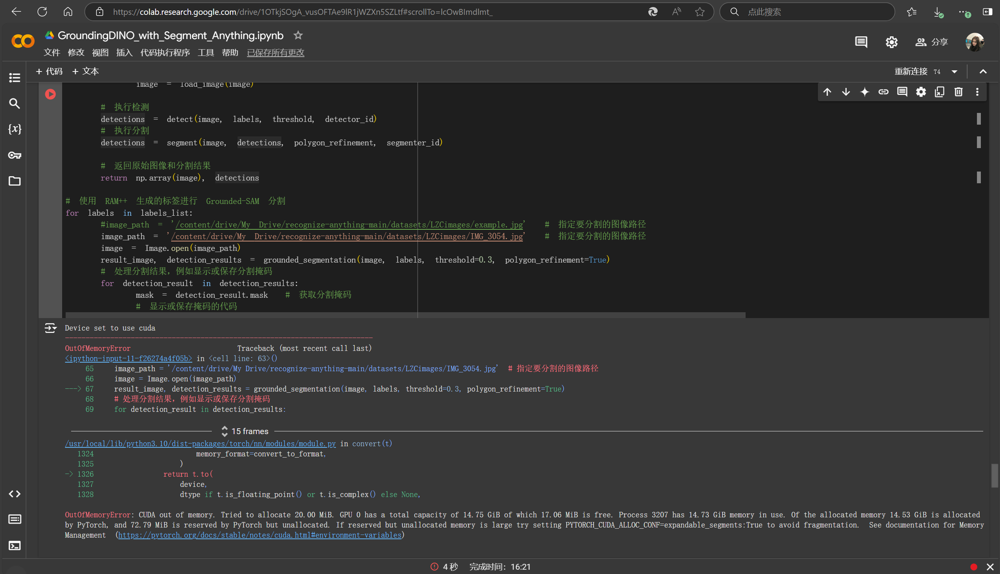 https://colab.research.google.com/drive/1OTkjSOgA_vusOFTAe9lR1jWZXn5SZLtf#scrollTo=lcOwBImdlmt_
点此搜索
GroundingDINO_with_Segment_Anything.ipynb
文件 修改 视图 插入 代码执行程序 工具 帮助 已保存所有更改
分享
+ 代码 + 文本
重新连接 T4
image = load_image(image)
# 执行检测
detections = detect(image, labels, threshold, detector_id)
# 执行分割
detections = segment(image, detections, polygon_refinement, segmenter_id)
# 返回原始图像和分割结果
return np.array(image), detections
# 使用 RAM++ 生成的标签进行 Grounded-SAM 分割
for labels in labels_list:
#image_path = '/content/drive/My Drive/recognize-anything-main/datasets/LZCimages/example.jpg' # 指定要分割的图像路径
image_path = '/content/drive/My Drive/recognize-anything-main/datasets/LZCimages/IMG_3054.jpg' # 指定要分割的图像路径
image = Image.open(image_path)
result_image, detection_results = grounded_segmentation(image, labels, threshold=0.3, polygon_refinement=True)
# 处理分割结果，例如显示或保存分割掩码
for detection_result in detection_results:
mask = detection_result.mask # 获取分割掩码
# 显示或保存掩码的代码
Device set to use cuda
---------------------------------------------------------------------------
OutOfMemoryError Traceback (most recent call last)
<ipython-input-11-f26274a4f05b> in <cell line: 63>()
65 image_path = '/content/drive/My Drive/recognize-anything-main/datasets/LZCimages/IMG_3054.jpg' # 指定要分割的图像路径
66 image = Image.open(image_path)
---> 67 result_image, detection_results = grounded_segmentation(image, labels, threshold=0.3, polygon_refinement=True)
68 # 处理分割结果，例如显示或保存分割掩码
69 for detection_result in detection_results:
15 frames
/usr/local/lib/python3.10/dist-packages/torch/nn/modules/module.py in convert(t)
1324 memory_format=convert_to_format,
1325 )
-> 1326 return t.to(
1327 device,
1328 dtype if t.is_floating_point() or t.is_complex() else None,
OutOfMemoryError: CUDA out of memory. Tried to allocate 20.00 MiB. GPU 0 has a total capacity of 14.75 GiB of which 17.06 MiB is free. Process 3207 has 14.73 GiB memory in use. Of the allocated memory 14.53 GiB is allocated
by PyTorch, and 72.79 MiB is reserved by PyTorch but unallocated. If reserved but unallocated memory is large try setting PYTORCH_CUDA_ALLOC_CONF=expandable_segments:True to avoid fragmentation. See documentation for Memory
Management (https://pytorch.org/docs/stable/notes/cuda.html#environment-variables)
4 秒 完成时间：16:21